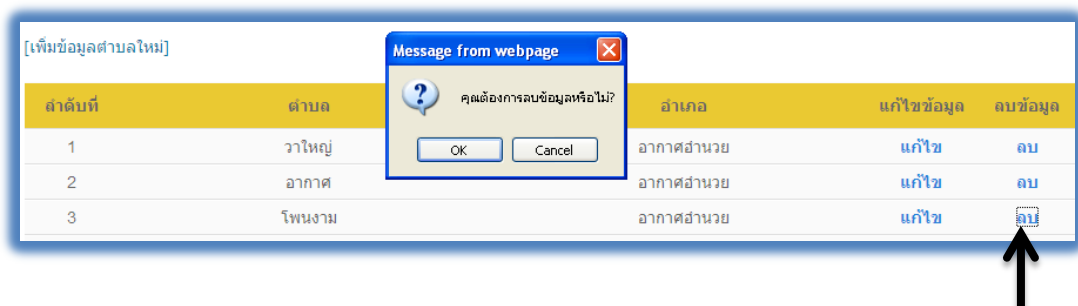 [เพิ่มข้อมูลตำบลใหม่]
Message from webpage
คุณต้องการลบข้อมูลหรือไม่?
OK Cancel
ลำดับที่ ตำบล อำเภอ แก้ไขข้อมูล ลบข้อมูล
1 วาใหญ่ อากาศอำนวย แก้ไข ลบ
2 อากาศ อากาศอำนวย แก้ไข ลบ
3 โพนงาม อากาศอำนวย แก้ไข ลบ